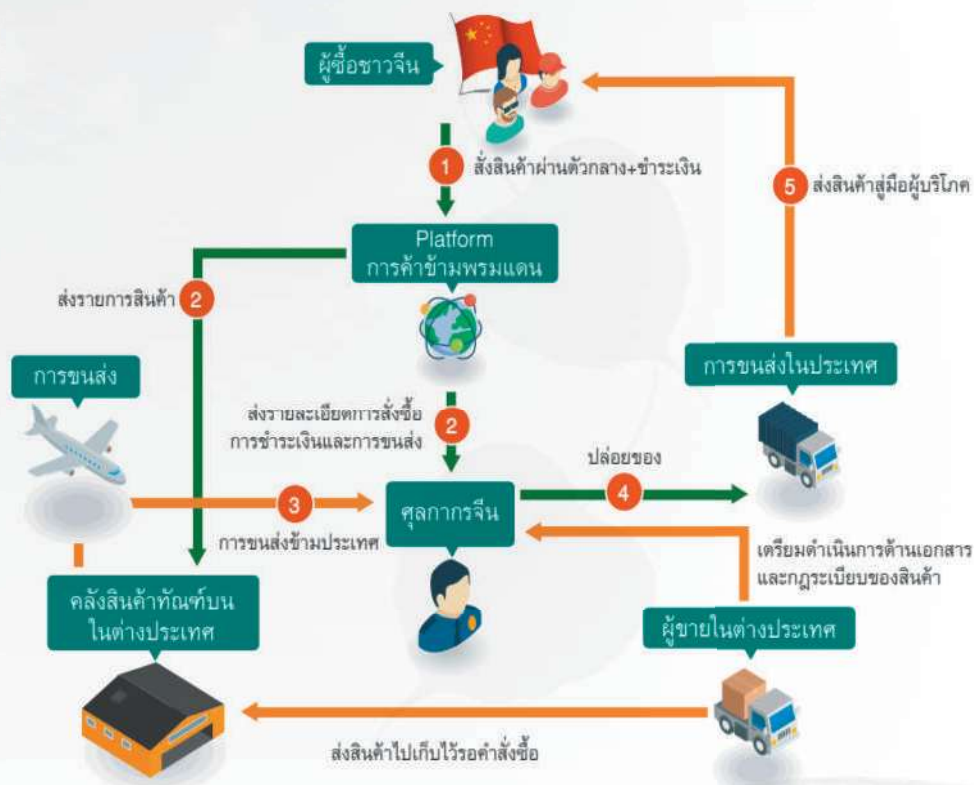 ผู้ซื้อชาวจีน
1
สั่งสินค้าผ่านตัวกลาง+ชำระเงิน
5
ส่งสินค้าสู่มือผู้บริโภค
Platform
การค้าข้ามพรมแดน
ส่งรายการสินค้า
2
การขนส่ง
การขนส่งในประเทศ
ส่งรายละเอียดการสั่งซื้อ
การชำระเงินและการขนส่ง
2
ปล่อยของ
4
3
การขนส่งข้ามประเทศ
ศุลกากรจีน
เตรียมดำเนินการด้านเอกสาร
และกฎระเบียบของสินค้า
คลังสินค้าทัณฑ์บน
ในต่างประเทศ
ผู้ขายในต่างประเทศ
ส่งสินค้าไปเก็บไว้รอคำสั่งซื้อ